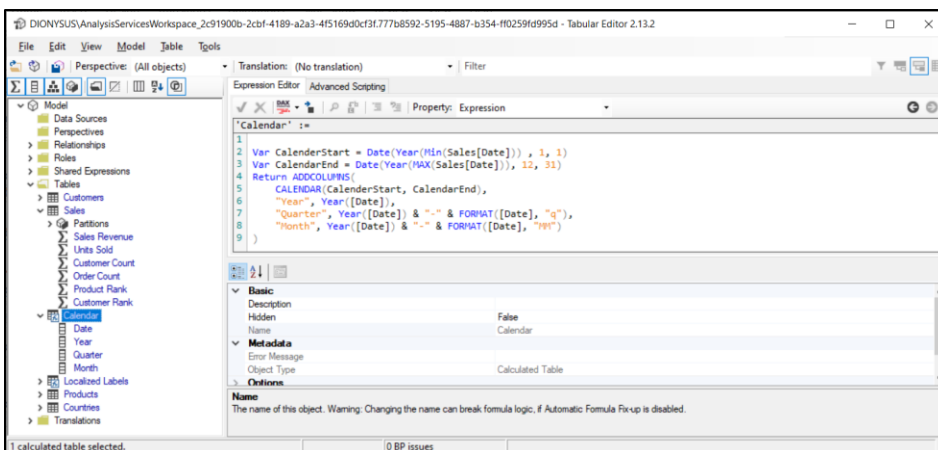 DIONYSUS\AnalysisServicesWorkspace_2c91900b-2cbf-4189-a2a3-4f5169d0cf3f.777b8592-5195-4887-b354-ff0259fd995d - Tabular Editor 2.13.2
File Edit View Model Table Tools
Perspective: (All objects) Translation: (No translation) Filter
Expression Editor Advanced Scripting
DAX Property: Expression
Model
Data Sources
Perspectives
Relationships
Roles
Shared Expressions
Tables
Customers
Sales
Partitions
Sales Revenue
Units Sold
Customer Count
Order Count
Product Rank
Customer Rank
Calendar
Date
Year
Quarter
Month
Localized Labels
Products
Countries
Translations
'Calendar' :=
1
2 Var CalenderStart = Date(Year(Min(Sales[Date])) , 1, 1)
3 Var CalendarEnd = Date(Year(MAX(Sales[Date])), 12, 31)
4 Return ADDCOLUMNS(
5 CALENDAR(CalenderStart, CalendarEnd),
6 "Year", Year([Date]),
7 "Quarter", Year([Date]) & "-" & FORMAT([Date], "q"),
8 "Month", Year([Date]) & "-" & FORMAT([Date], "MM")
9 )
Basic
Description
Hidden False
Name Calendar
Metadata
Error Message
Object Type Calculated Table
Options
Name
The name of this object. Warning: Changing the name can break formula logic, if Automatic Formula Fix-up is disabled.
1 calculated table selected. 0 BP issues